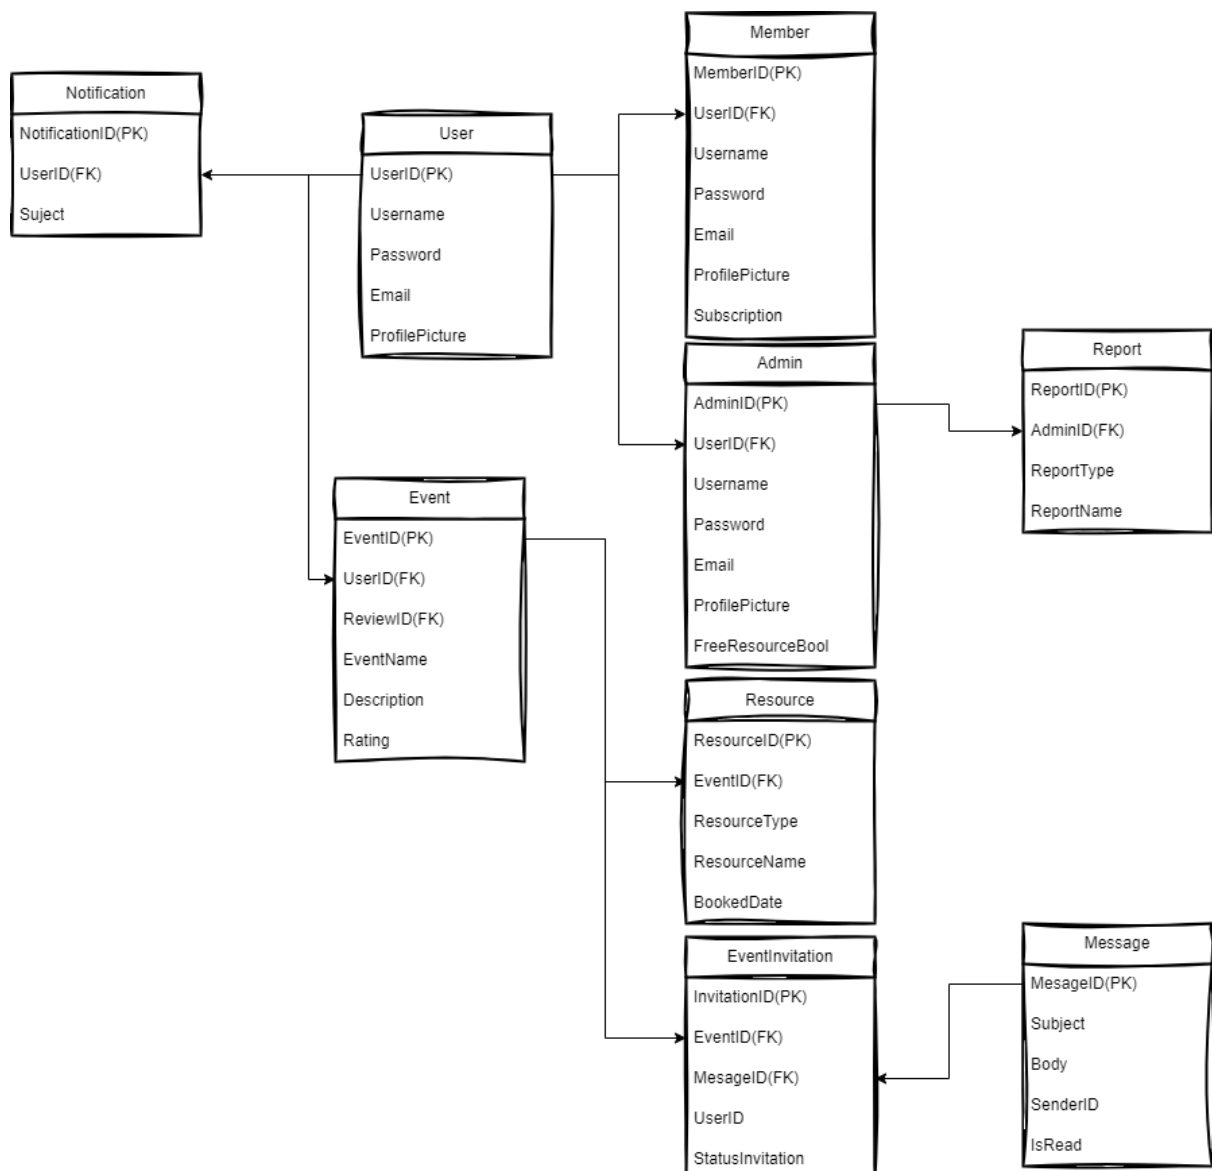 Notification
NotificationID(PK)
UserID(FK)
Suject
User
UserID(PK)
Username
Password
Email
ProfilePicture
Member
MemberID(PK)
UserID(FK)
Username
Password
Email
ProfilePicture
Subscription
Admin
AdminID(PK)
UserID(FK)
Username
Password
Email
ProfilePicture
FreeResourceBool
Report
ReportID(PK)
AdminID(FK)
ReportType
ReportName
Event
EventID(PK)
UserID(FK)
ReviewID(FK)
EventName
Description
Rating
Resource
ResourceID(PK)
EventID(FK)
ResourceType
ResourceName
BookedDate
EventInvitation
InvitationID(PK)
EventID(FK)
MesageID(FK)
UserID
StatusInvitation
Message
MesageID(PK)
Subject
Body
SenderID
IsRead